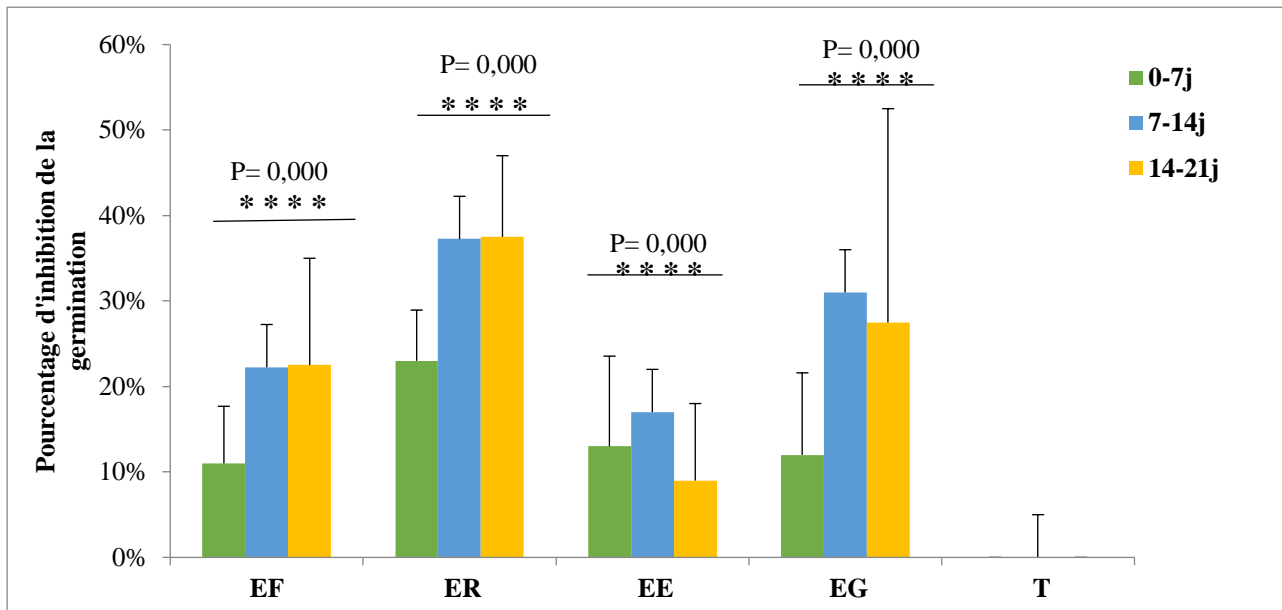 60%
50%
40%
30%
20%
10%
0%
Pourcentage d'inhibition de la
germination
P= 0,000
* * * *
P= 0,000
* * * *
P= 0,000
* * * *
P= 0,000
* * * *
EF
ER
EE
EG
T
0-7j
7-14j
14-21j